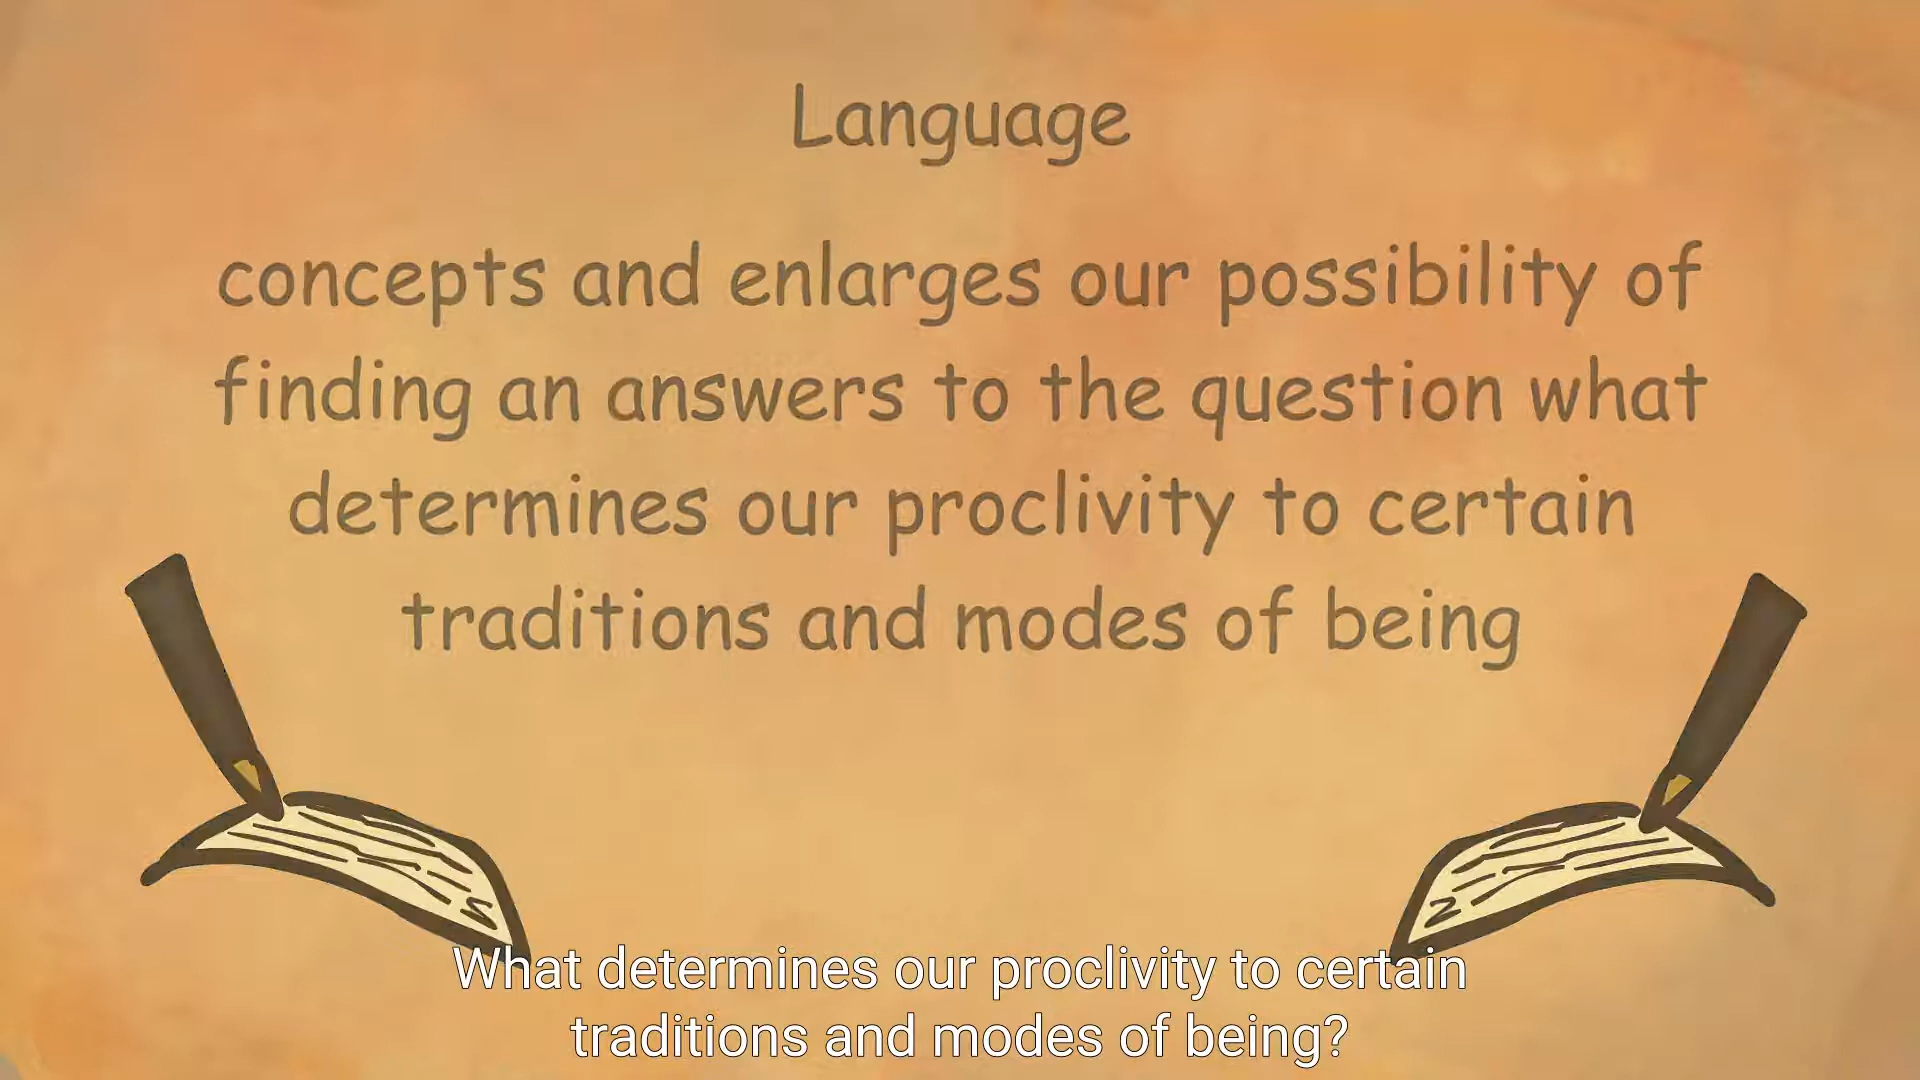 Language
concepts and enlarges our possibility of
finding an answers to the question what
determines our proclivity to certain
traditions and modes of being
What determines our proclivity to certain
traditions and modes of being?